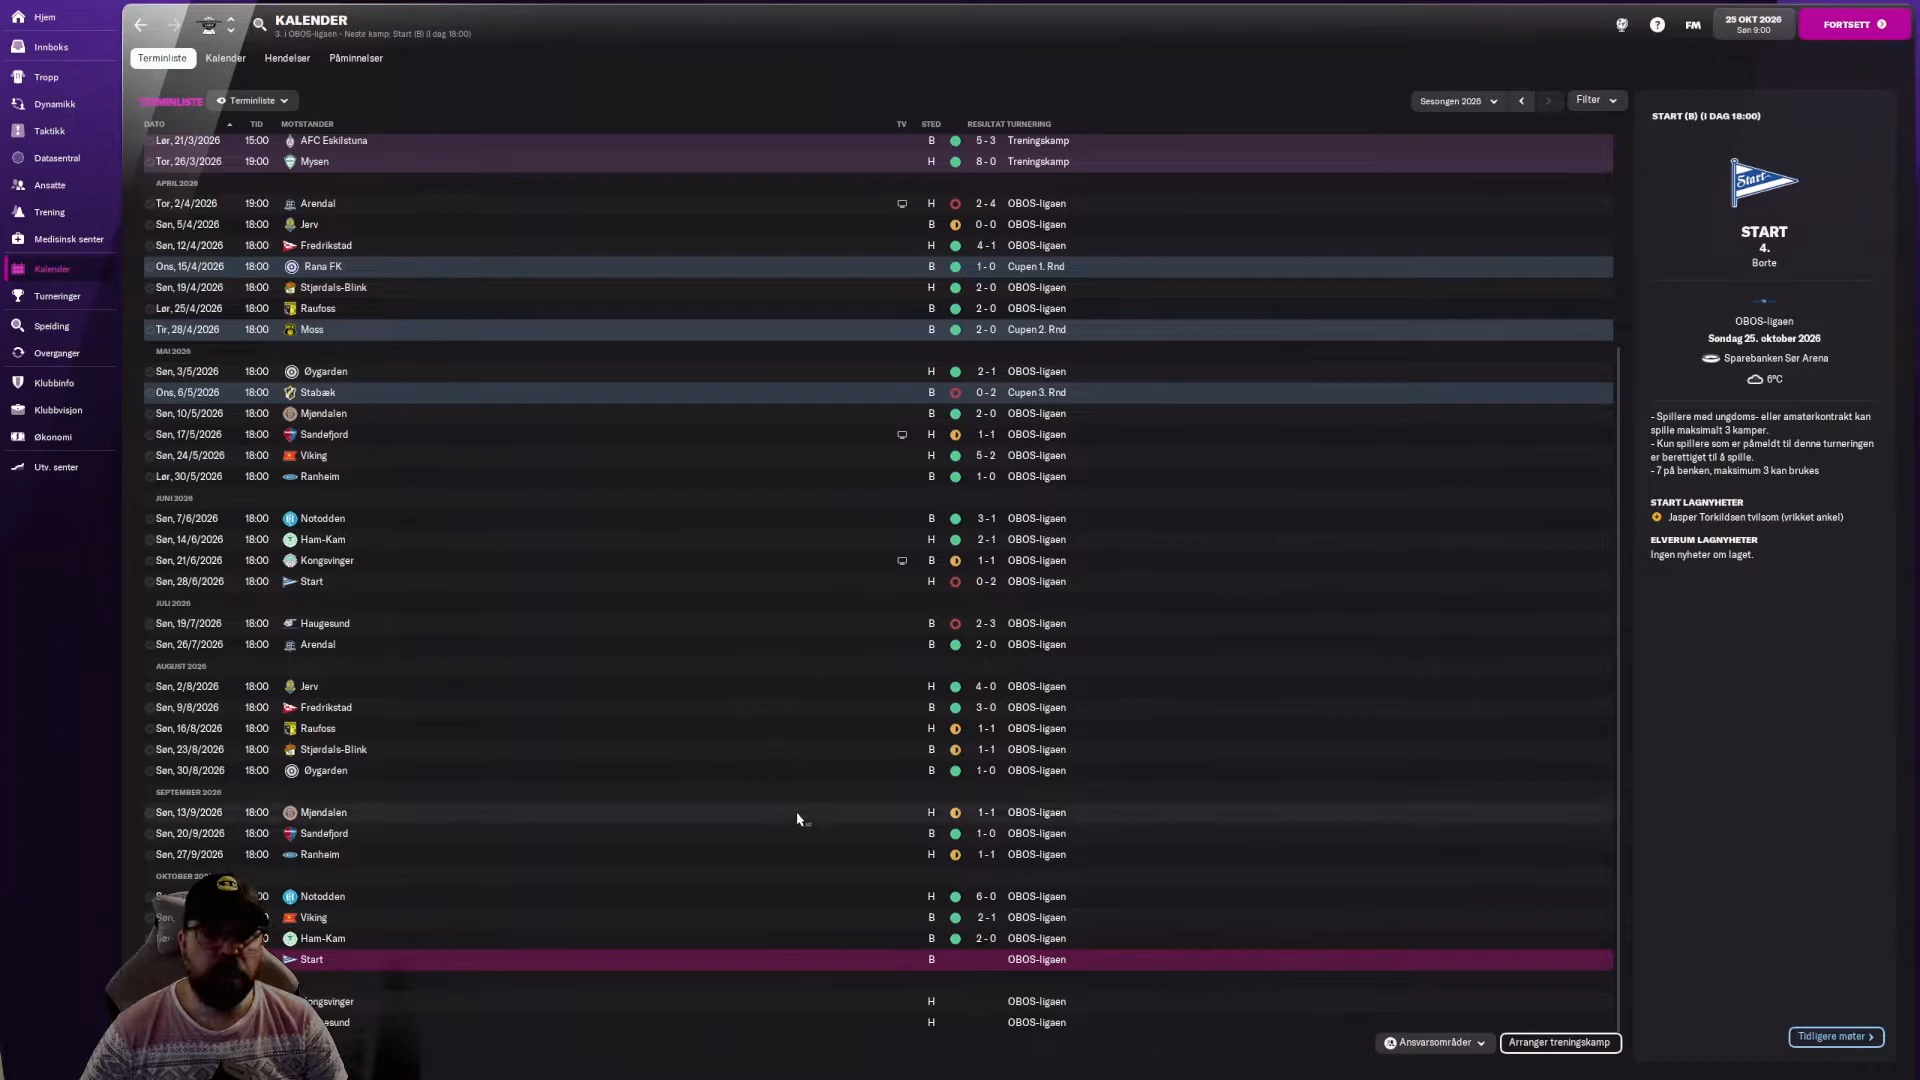 Hjem
Innboks
Tropp
Dynamikk
Taktikk
Datasentral
Ansatte
Trening
Medisinsk senter
Kalender
Turneringer
Speiding
Overganger
Klubbinfo
Klubbvisjon
Økonomi
Utv. senter
KALENDER
3. i OBOS-ligaen - Neste kamp: Start (B) (I dag 18:00)
FM
25 OKT 2026
Søn 9:00
FORTSETT
Terminliste Kalender Hendelser Påminnelser
TERMINLISTE Terminliste
Sesongen 2026 Filter
DATO TID MOTSTANDER TV STED RESULTAT TURNERING
Lør, 21/3/2026 15:00 AFC Eskilstuna B 5 - 3 Treningskamp
Tor, 26/3/2026 19:00 Mysen H 8 - 0 Treningskamp
APRIL 2026
Tor, 2/4/2026 19:00 Arendal H 2 - 4 OBOS-ligaen
Søn, 5/4/2026 18:00 Jerv B 0 - 0 OBOS-ligaen
Søn, 12/4/2026 18:00 Fredrikstad H 4 - 1 OBOS-ligaen
Ons, 15/4/2026 18:00 Rana FK B 1 - 0 Cupen 1. Rnd
Søn, 19/4/2026 18:00 Stjørdals-Blink H 2 - 0 OBOS-ligaen
Lør, 25/4/2026 18:00 Raufoss B 2 - 0 OBOS-ligaen
Tir, 28/4/2026 18:00 Moss B 2 - 0 Cupen 2. Rnd
MAI 2026
Søn, 3/5/2026 18:00 Øygarden H 2 - 1 OBOS-ligaen
Ons, 6/5/2026 18:00 Stabæk B 0 - 2 Cupen 3. Rnd
Søn, 10/5/2026 18:00 Mjøndalen B 2 - 0 OBOS-ligaen
Søn, 17/5/2026 18:00 Sandefjord H 1 - 1 OBOS-ligaen
Søn, 24/5/2026 18:00 Viking H 5 - 2 OBOS-ligaen
Lør, 30/5/2026 18:00 Ranheim B 1 - 0 OBOS-ligaen
JUNI 2026
Søn, 7/6/2026 18:00 Notodden B 3 - 1 OBOS-ligaen
Søn, 14/6/2026 18:00 Ham-Kam H 2 - 1 OBOS-ligaen
Søn, 21/6/2026 18:00 Kongsvinger B 1 - 1 OBOS-ligaen
Søn, 28/6/2026 18:00 Start H 0 - 2 OBOS-ligaen
JULI 2026
Søn, 19/7/2026 18:00 Haugesund B 2 - 3 OBOS-ligaen
Søn, 26/7/2026 18:00 Arendal B 2 - 0 OBOS-ligaen
AUGUST 2026
Søn, 2/8/2026 18:00 Jerv H 4 - 0 OBOS-ligaen
Søn, 9/8/2026 18:00 Fredrikstad B 3 - 0 OBOS-ligaen
Søn, 16/8/2026 18:00 Raufoss H 1 - 1 OBOS-ligaen
Søn, 23/8/2026 18:00 Stjørdals-Blink B 1 - 1 OBOS-ligaen
Søn, 30/8/2026 18:00 Øygarden B 1 - 0 OBOS-ligaen
SEPTEMBER 2026
Søn, 13/9/2026 18:00 Mjøndalen H 1 - 1 OBOS-ligaen
Søn, 20/9/2026 18:00 Sandefjord B 1 - 0 OBOS-ligaen
Søn, 27/9/2026 18:00 Ranheim H 1 - 1 OBOS-ligaen
OKTOBER
Notodden H 6 - 0 OBOS-ligaen
Søn, Viking B 2 - 1 OBOS-ligaen
Ham-Kam B 2 - 0 OBOS-ligaen
Start B OBOS-ligaen
ongsvinger H OBOS-ligaen
esund H OBOS-ligaen
Ansvarsområder Arranger treningskamp
START (B) (I DAG 18:00)
Start
START
4.
Borte
OBOS-ligaen
Søndag 25. oktober 2026
Sparebanken Sør Arena
6°C
- Spillere med ungdoms- eller amatørkontrakt kan
spille maksimalt 3 kamper.
- Kun spillere som er påmeldt til denne turneringen
er berettiget til å spille.
- 7 på benken, maksimum 3 kan brukes
START LAGNYHETER
Jasper Torkildsen tvilsom (vrikket ankel)
ELVERUM LAGNYHETER
Ingen nyheter om laget.
Tidligere møter